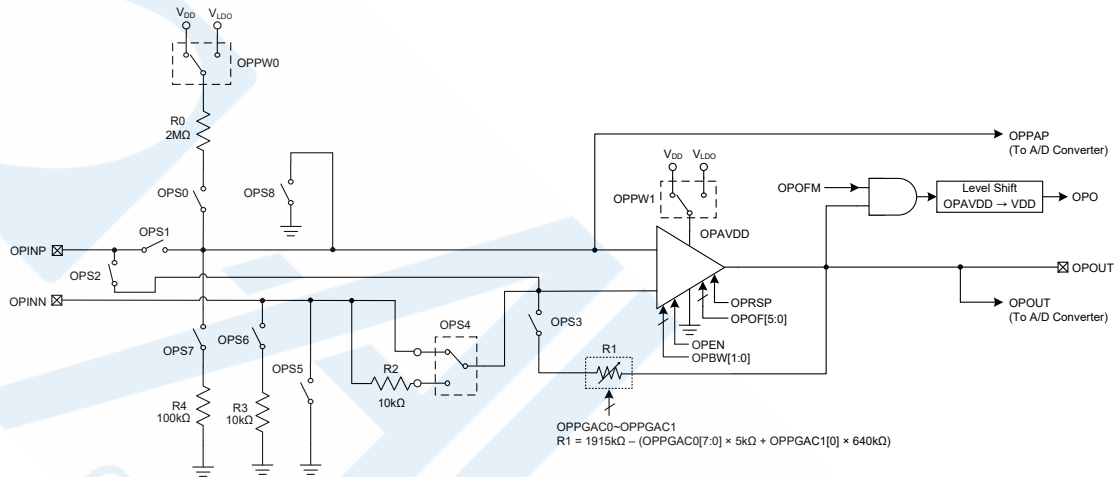 VDD VLDO
OPPW0
R0
2MΩ
OPS0
OPS8
OPPAP
(To A/D Converter)
VDD VLDO
OPPW1
OPAVDD
OPOFM
Level Shift
OPAVDD → VDD
OPO
OPINP
OPS1
OPS2
OPINN
OPOUT
OPOUT
(To A/D Converter)
OPRSP
OPOF[5:0]
OPEN
OPBW[1:0]
OPS3
OPS4
OPS7
OPS6
OPS5
R1
R2
10kΩ
R4
100kΩ
R3
10kΩ
OPPGAC0~OPPGAC1
R1 = 1915kΩ – (OPPGAC0[7:0] × 5kΩ + OPPGAC1[0] × 640kΩ)